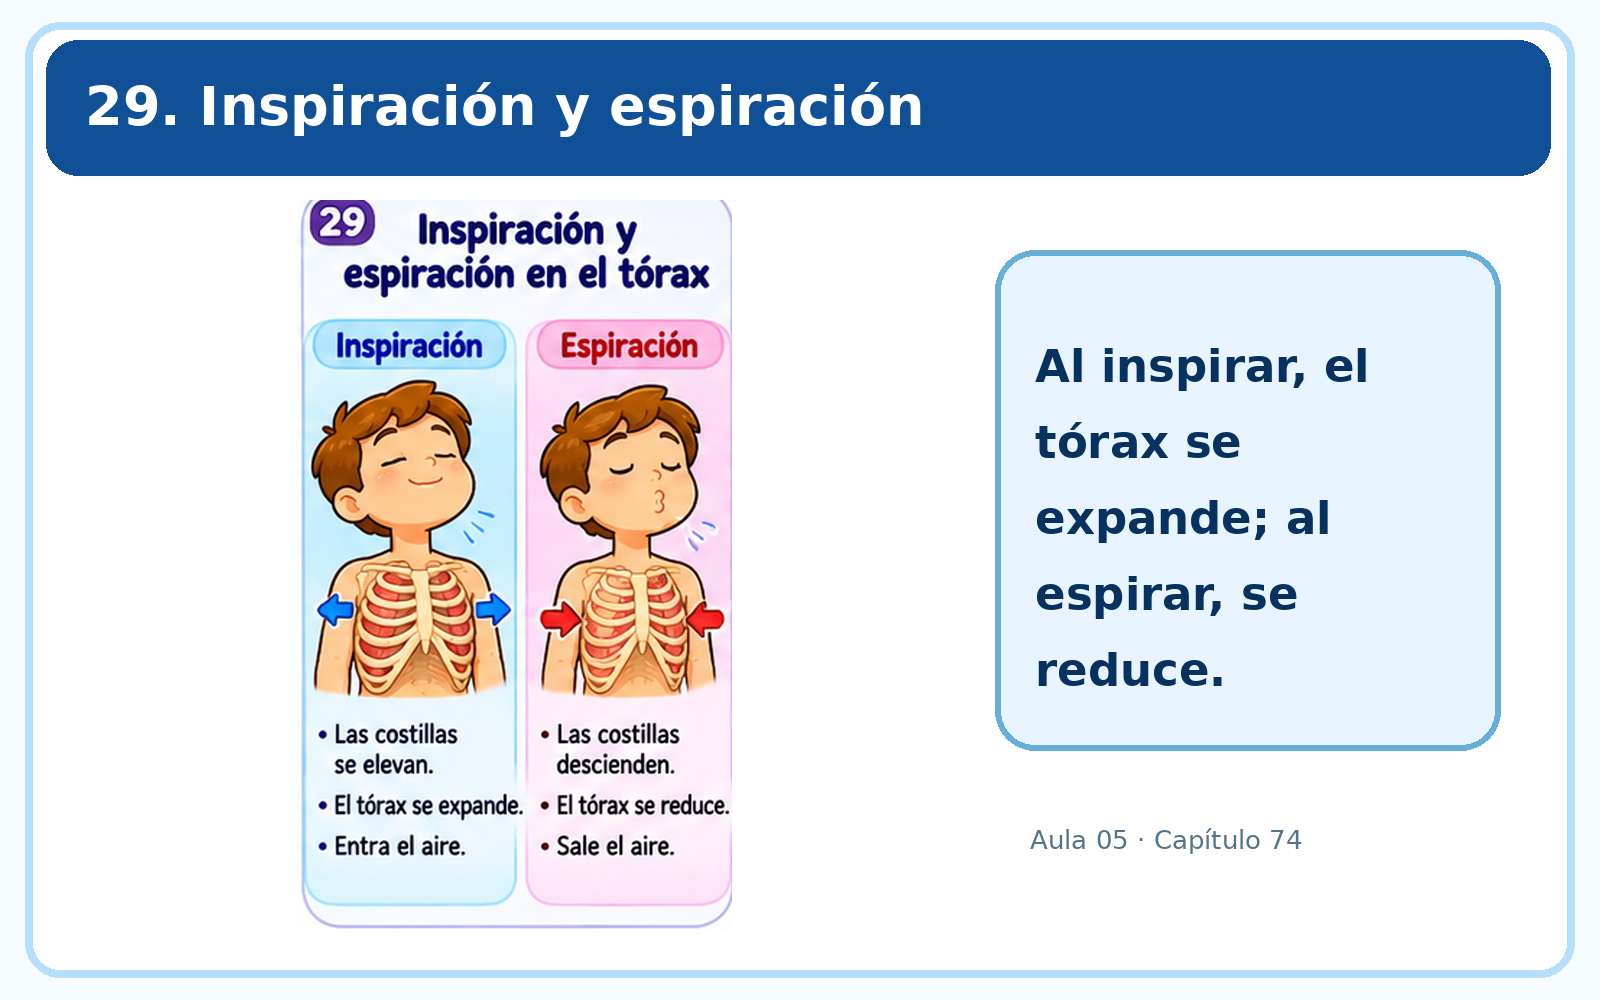 29. Inspiración y espiración
29
Inspiración y
espiración en el tórax
Inspiración
• Las costillas
se elevan.
• El tórax se expande.
• Entra el aire.
Espiración
• Las costillas
descienden.
• El tórax se reduce.
• Sale el aire.
Al inspirar, el
tórax se
expande; al
espirar, se
reduce.
Aula 05 · Capítulo 74